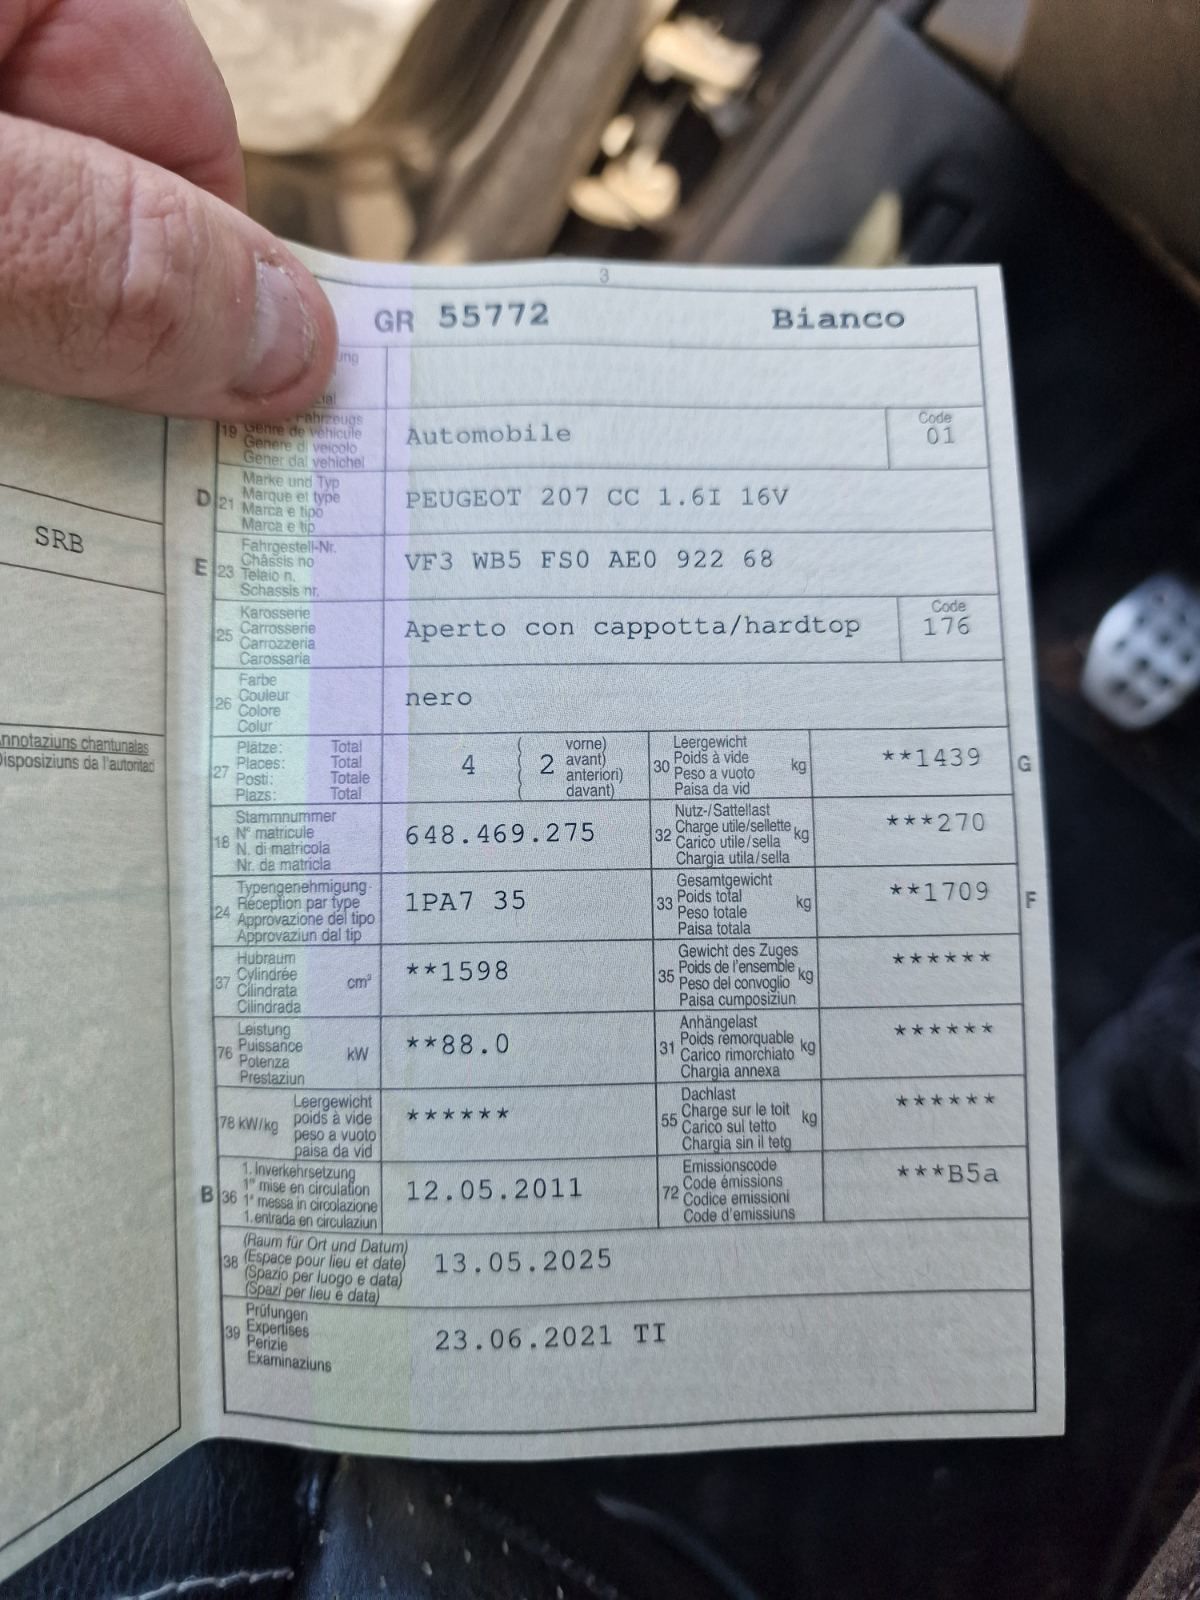 3
GR 55772 Bianco
ung
ial
Fahrzeugs
19 Genre de véhicule
Genere di veicolo
Gener dal vehichel
Automobile
Code
01
D 21 Marke und Typ
Marque et type
Marca e tipo
Marca e tip
PEUGEOT 207 CC 1.6I 16V
E 23 Fahrgestell-Nr.
Châssis no
Telaio n.
Schassis nr.
VF3 WB5 FS0 AE0 922 68
25 Karosserie
Carrosserie
Carrozzeria
Carossaria
Aperto con cappotta/hardtop
Code
176
26 Farbe
Couleur
Colore
Colur
nero
27 Plätze: Total
Places: Total
Posti: Totale
Plazs: Total
4 ( 2 vorne)
( avant)
( anteriori)
( davant)
30 Leergewicht
Poids à vide
Peso a vuoto
Paisa da vid
kg
**1439 G
18 Stammnummer
N° matricule
N. di matricola
Nr. da matricla
648.469.275
32 Nutz-/Sattellast
Charge utile/sellette
Carico utile/sella
Chargia utila/sella
kg
***270
24 Typengenehmigung
Réception par type
Approvazione del tipo
Approvaziun dal tip
1PA7 35
33 Gesamtgewicht
Poids total
Peso totale
Paisa totala
kg
**1709 F
37 Hubraum
Cylindrée
Cilindrata
Cilindrada
cm³
**1598
35 Gewicht des Zuges
Poids de l'ensemble
Peso del convoglio
Paisa cumposiziun
kg
******
76 Leistung
Puissance
Potenza
Prestaziun
kW
**88.0
31 Anhängelast
Poids remorquable
Carico rimorchiato
Chargia annexa
kg
******
78 kW/kg Leergewicht
poids à vide
peso a vuoto
paisa da vid
******
55 Dachlast
Charge sur le toit
Carico sul tetto
Chargia sin il tetg
kg
******
B 36 1. Inverkehrsetzung
1re mise en circulation
1a messa in circolazione
1. entrada en circulaziun
12.05.2011
72 Emissionscode
Code émissions
Codice emissioni
Code d'emissiuns
***B5a
38 (Raum für Ort und Datum)
(Espace pour lieu et date)
(Spazio per luogo e data)
(Spazi per lieu e data)
13.05.2025
39 Prüfungen
Expertises
Perizie
Examinaziuns
23.06.2021 TI
SRB
Annotaziuns chantunalas
Disposiziuns da l'autoritad